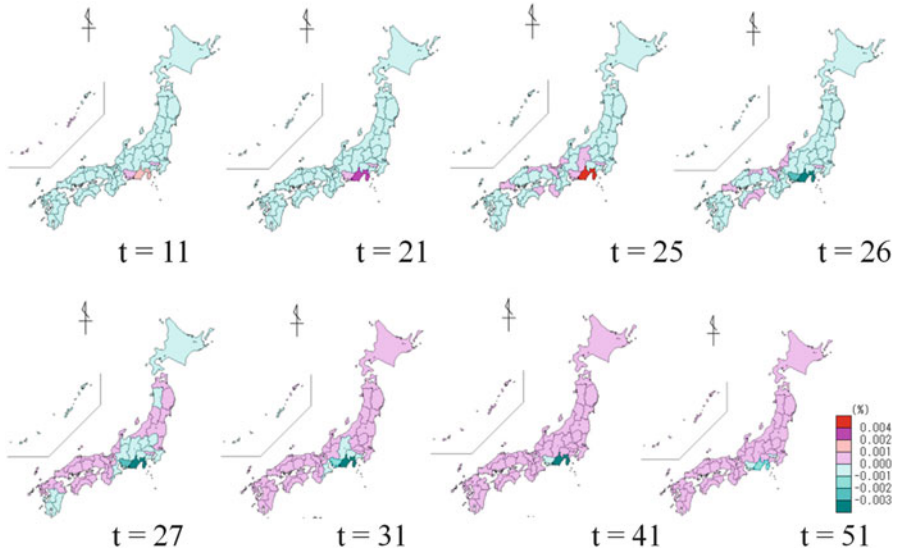 t = 11
t = 21
t = 25
t = 26
(%)
0.004
0.002
0.001
0.000
-0.001
-0.002
-0.003
t = 27
t = 31
t = 41
t = 51